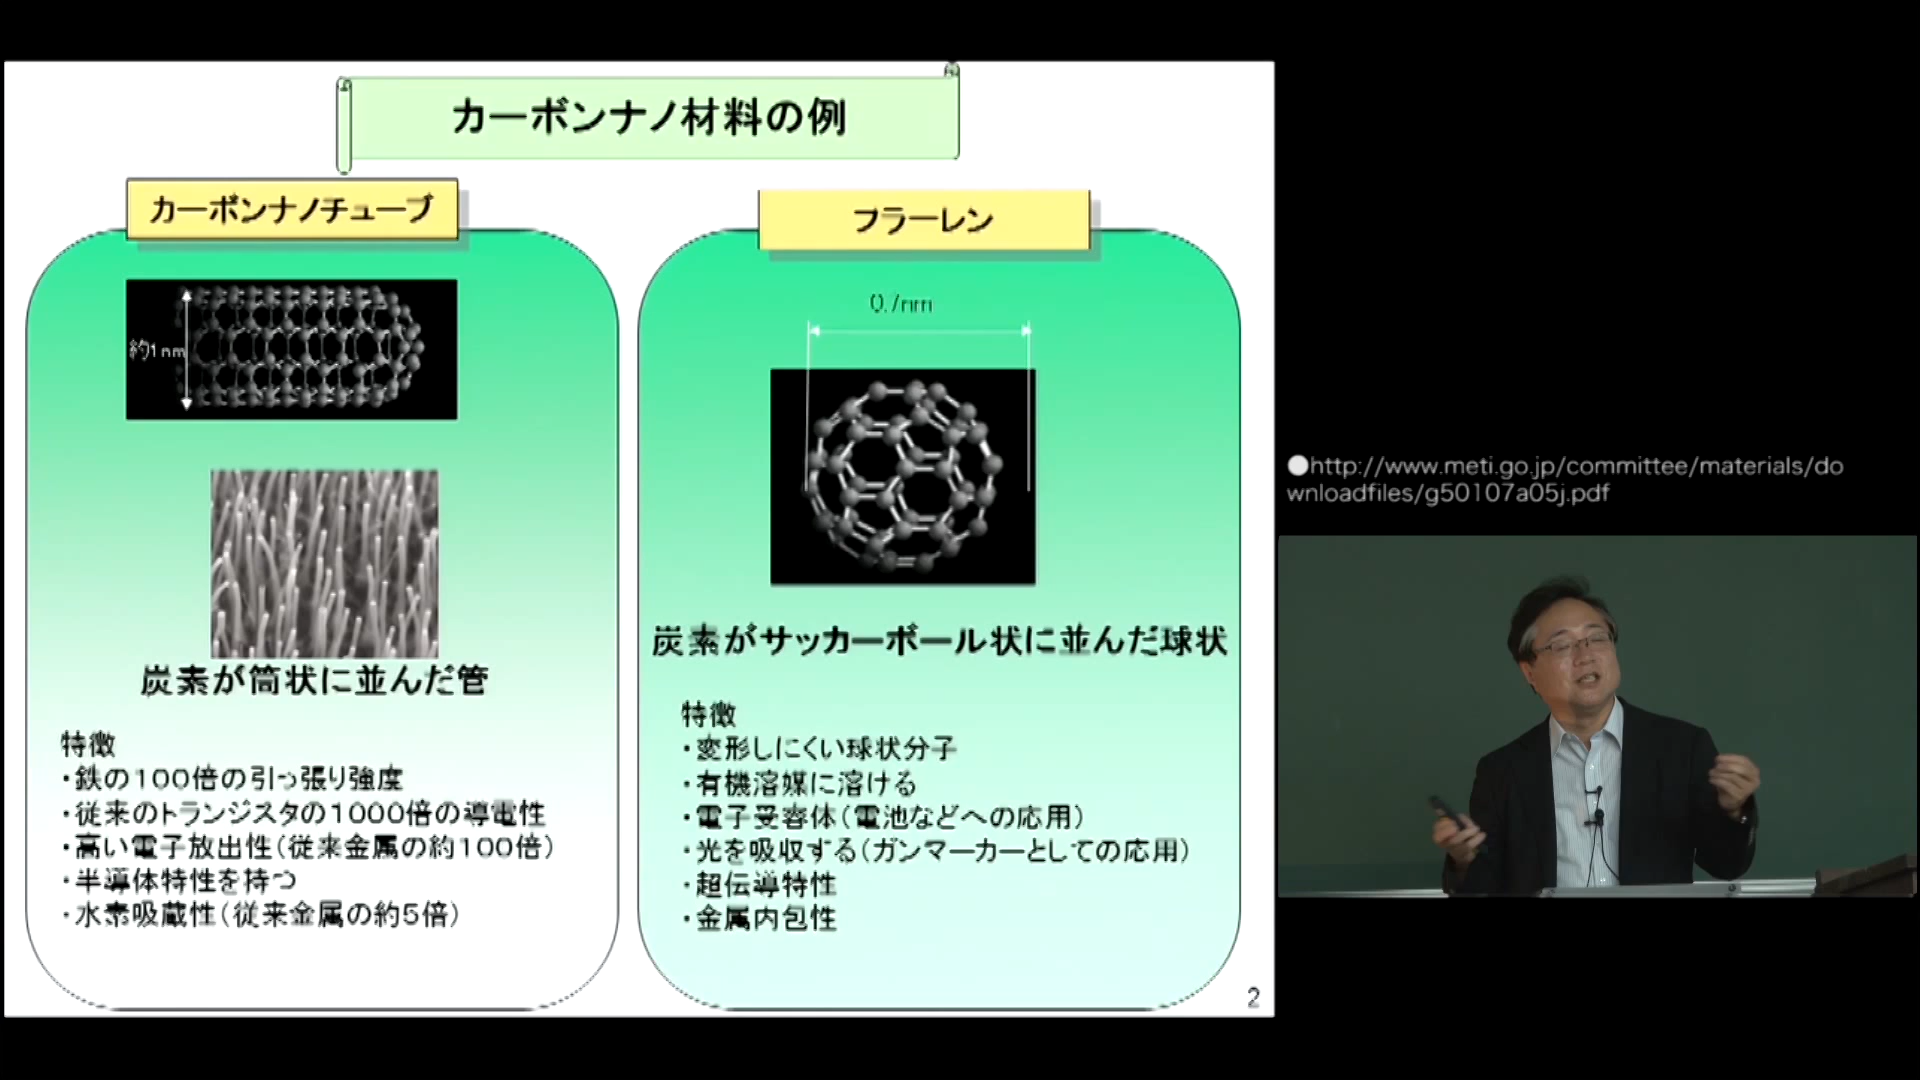 カーボンナノ材料の例
カーボンナノチューブ
約1nm
炭素が筒状に並んだ管
特徴
・鉄の100倍の引っ張り強度
・従来のトランジスタの1000倍の導電性
・高い電子放出性(従来金属の約100倍)
・半導体特性を持つ
・水素吸蔵性(従来金属の約5倍)
フラーレン
0.7nm
炭素がサッカーボール状に並んだ球状
特徴
・変形しにくい球状分子
・有機溶媒に溶ける
・電子受容体(電池などへの応用)
・光を吸収する(ガンマーカーとしての応用)
・超伝導特性
・金属内包性
2
●http://www.meti.go.jp/committee/materials/do
wnloadfiles/g50107a05j.pdf